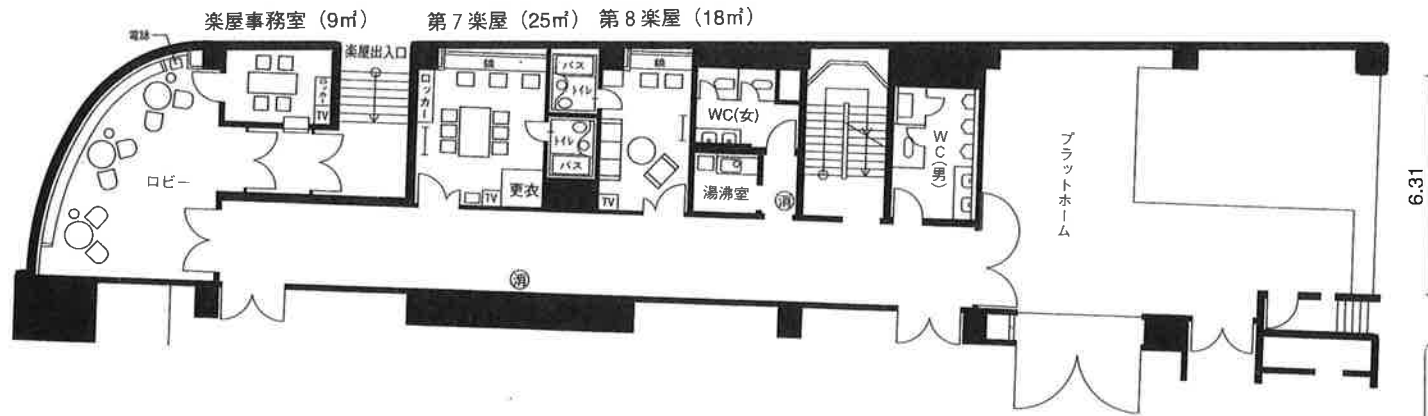 楽屋事務室（9㎡） 第７楽屋（25㎡） 第８楽屋（18㎡）
電話
楽屋出入口
鏡
鏡
バス
トイレ
トイレ
バス
ロッカー
ロッカー
TV
WC(女)
WC(男)
プラットホーム
ロビー
更衣
TV
TV
湯沸室
消
消
6.31